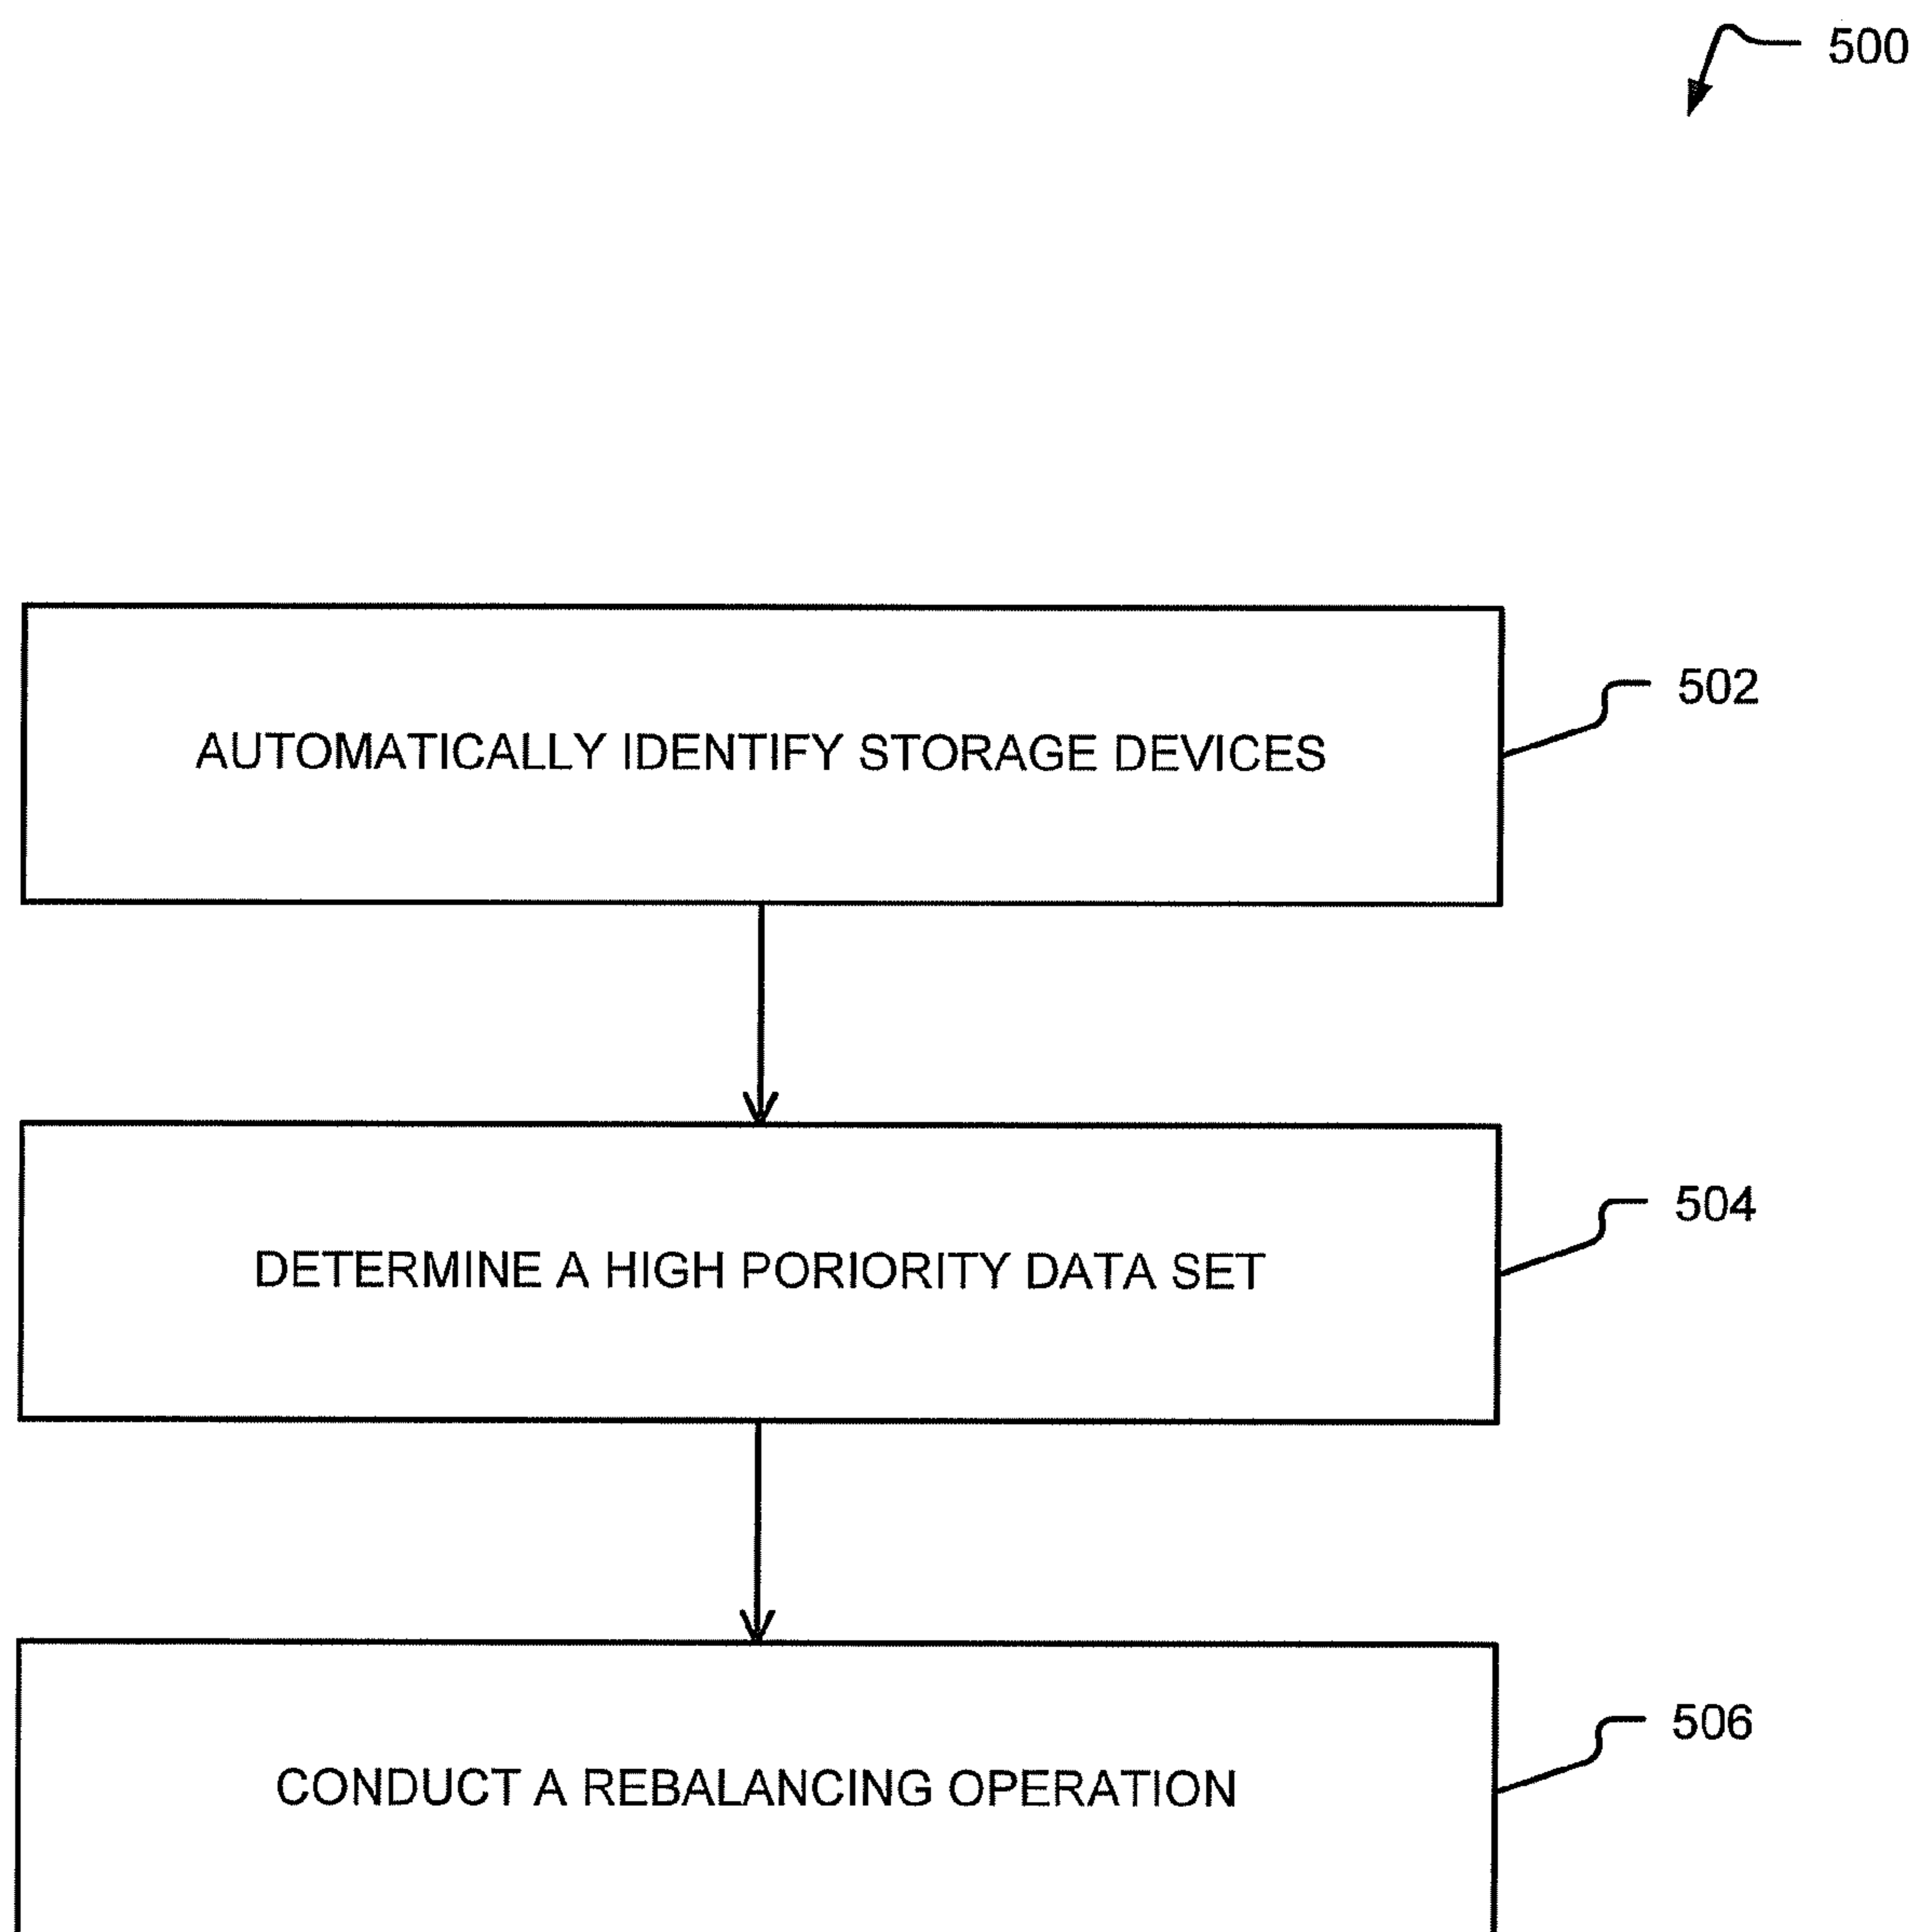 500
AUTOMATICALLY IDENTIFY STORAGE DEVICES
502
DETERMINE A HIGH PORIORITY DATA SET
504
CONDUCT A REBALANCING OPERATION
506